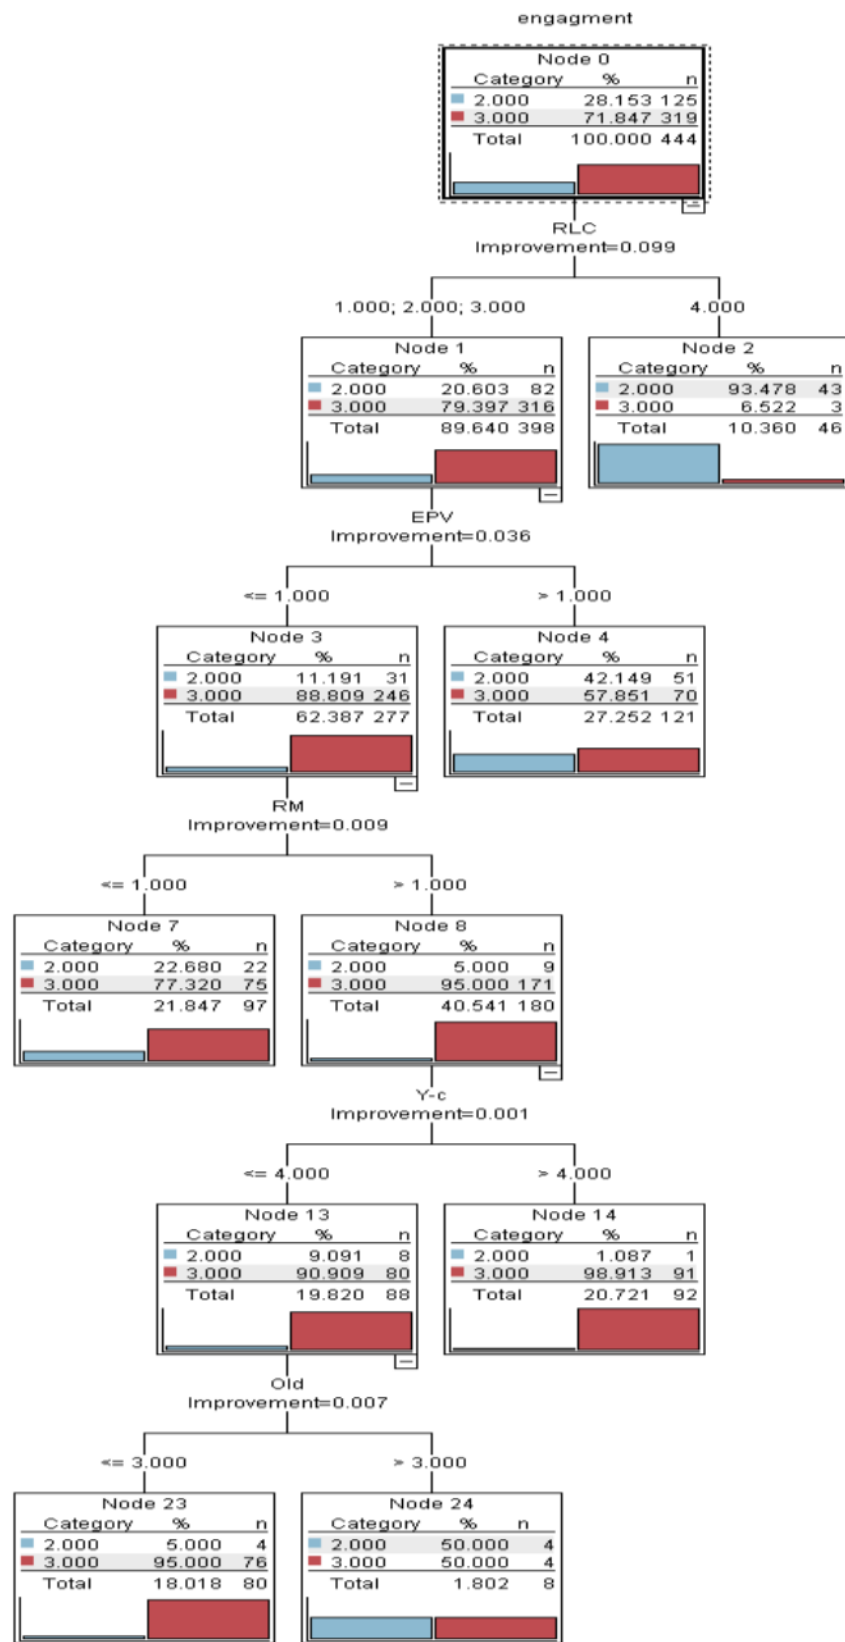 engagment
Node 0
Category % n
2.000 28.153 125
3.000 71.847 319
Total 100.000 444
RLC
Improvement=0.099
1.000; 2.000; 3.000
4.000
Node 1
Category % n
2.000 20.603 82
3.000 79.397 316
Total 89.640 398
Node 2
Category % n
2.000 93.478 43
3.000 6.522 3
Total 10.360 46
EPV
Improvement=0.036
<= 1.000
> 1.000
Node 3
Category % n
2.000 11.191 31
3.000 88.809 246
Total 62.387 277
Node 4
Category % n
2.000 42.149 51
3.000 57.851 70
Total 27.252 121
RM
Improvement=0.009
<= 1.000
> 1.000
Node 7
Category % n
2.000 22.680 22
3.000 77.320 75
Total 21.847 97
Node 8
Category % n
2.000 5.000 9
3.000 95.000 171
Total 40.541 180
Y-c
Improvement=0.001
<= 4.000
> 4.000
Node 13
Category % n
2.000 9.091 8
3.000 90.909 80
Total 19.820 88
Node 14
Category % n
2.000 1.087 1
3.000 98.913 91
Total 20.721 92
Old
Improvement=0.007
<= 3.000
> 3.000
Node 23
Category % n
2.000 5.000 4
3.000 95.000 76
Total 18.018 80
Node 24
Category % n
2.000 50.000 4
3.000 50.000 4
Total 1.802 8